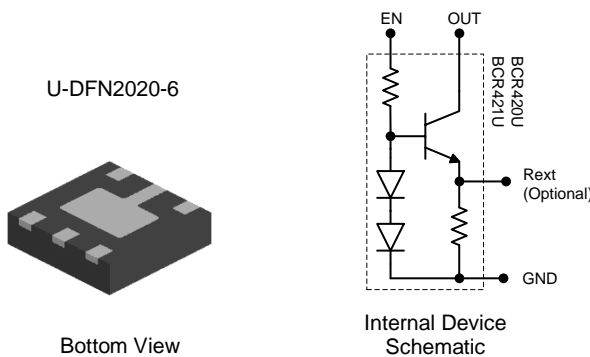 U-DFN2020-6
Bottom View
EN
OUT
BCR420U
BCR421U
Rext
(Optional)
GND
Internal Device
Schematic